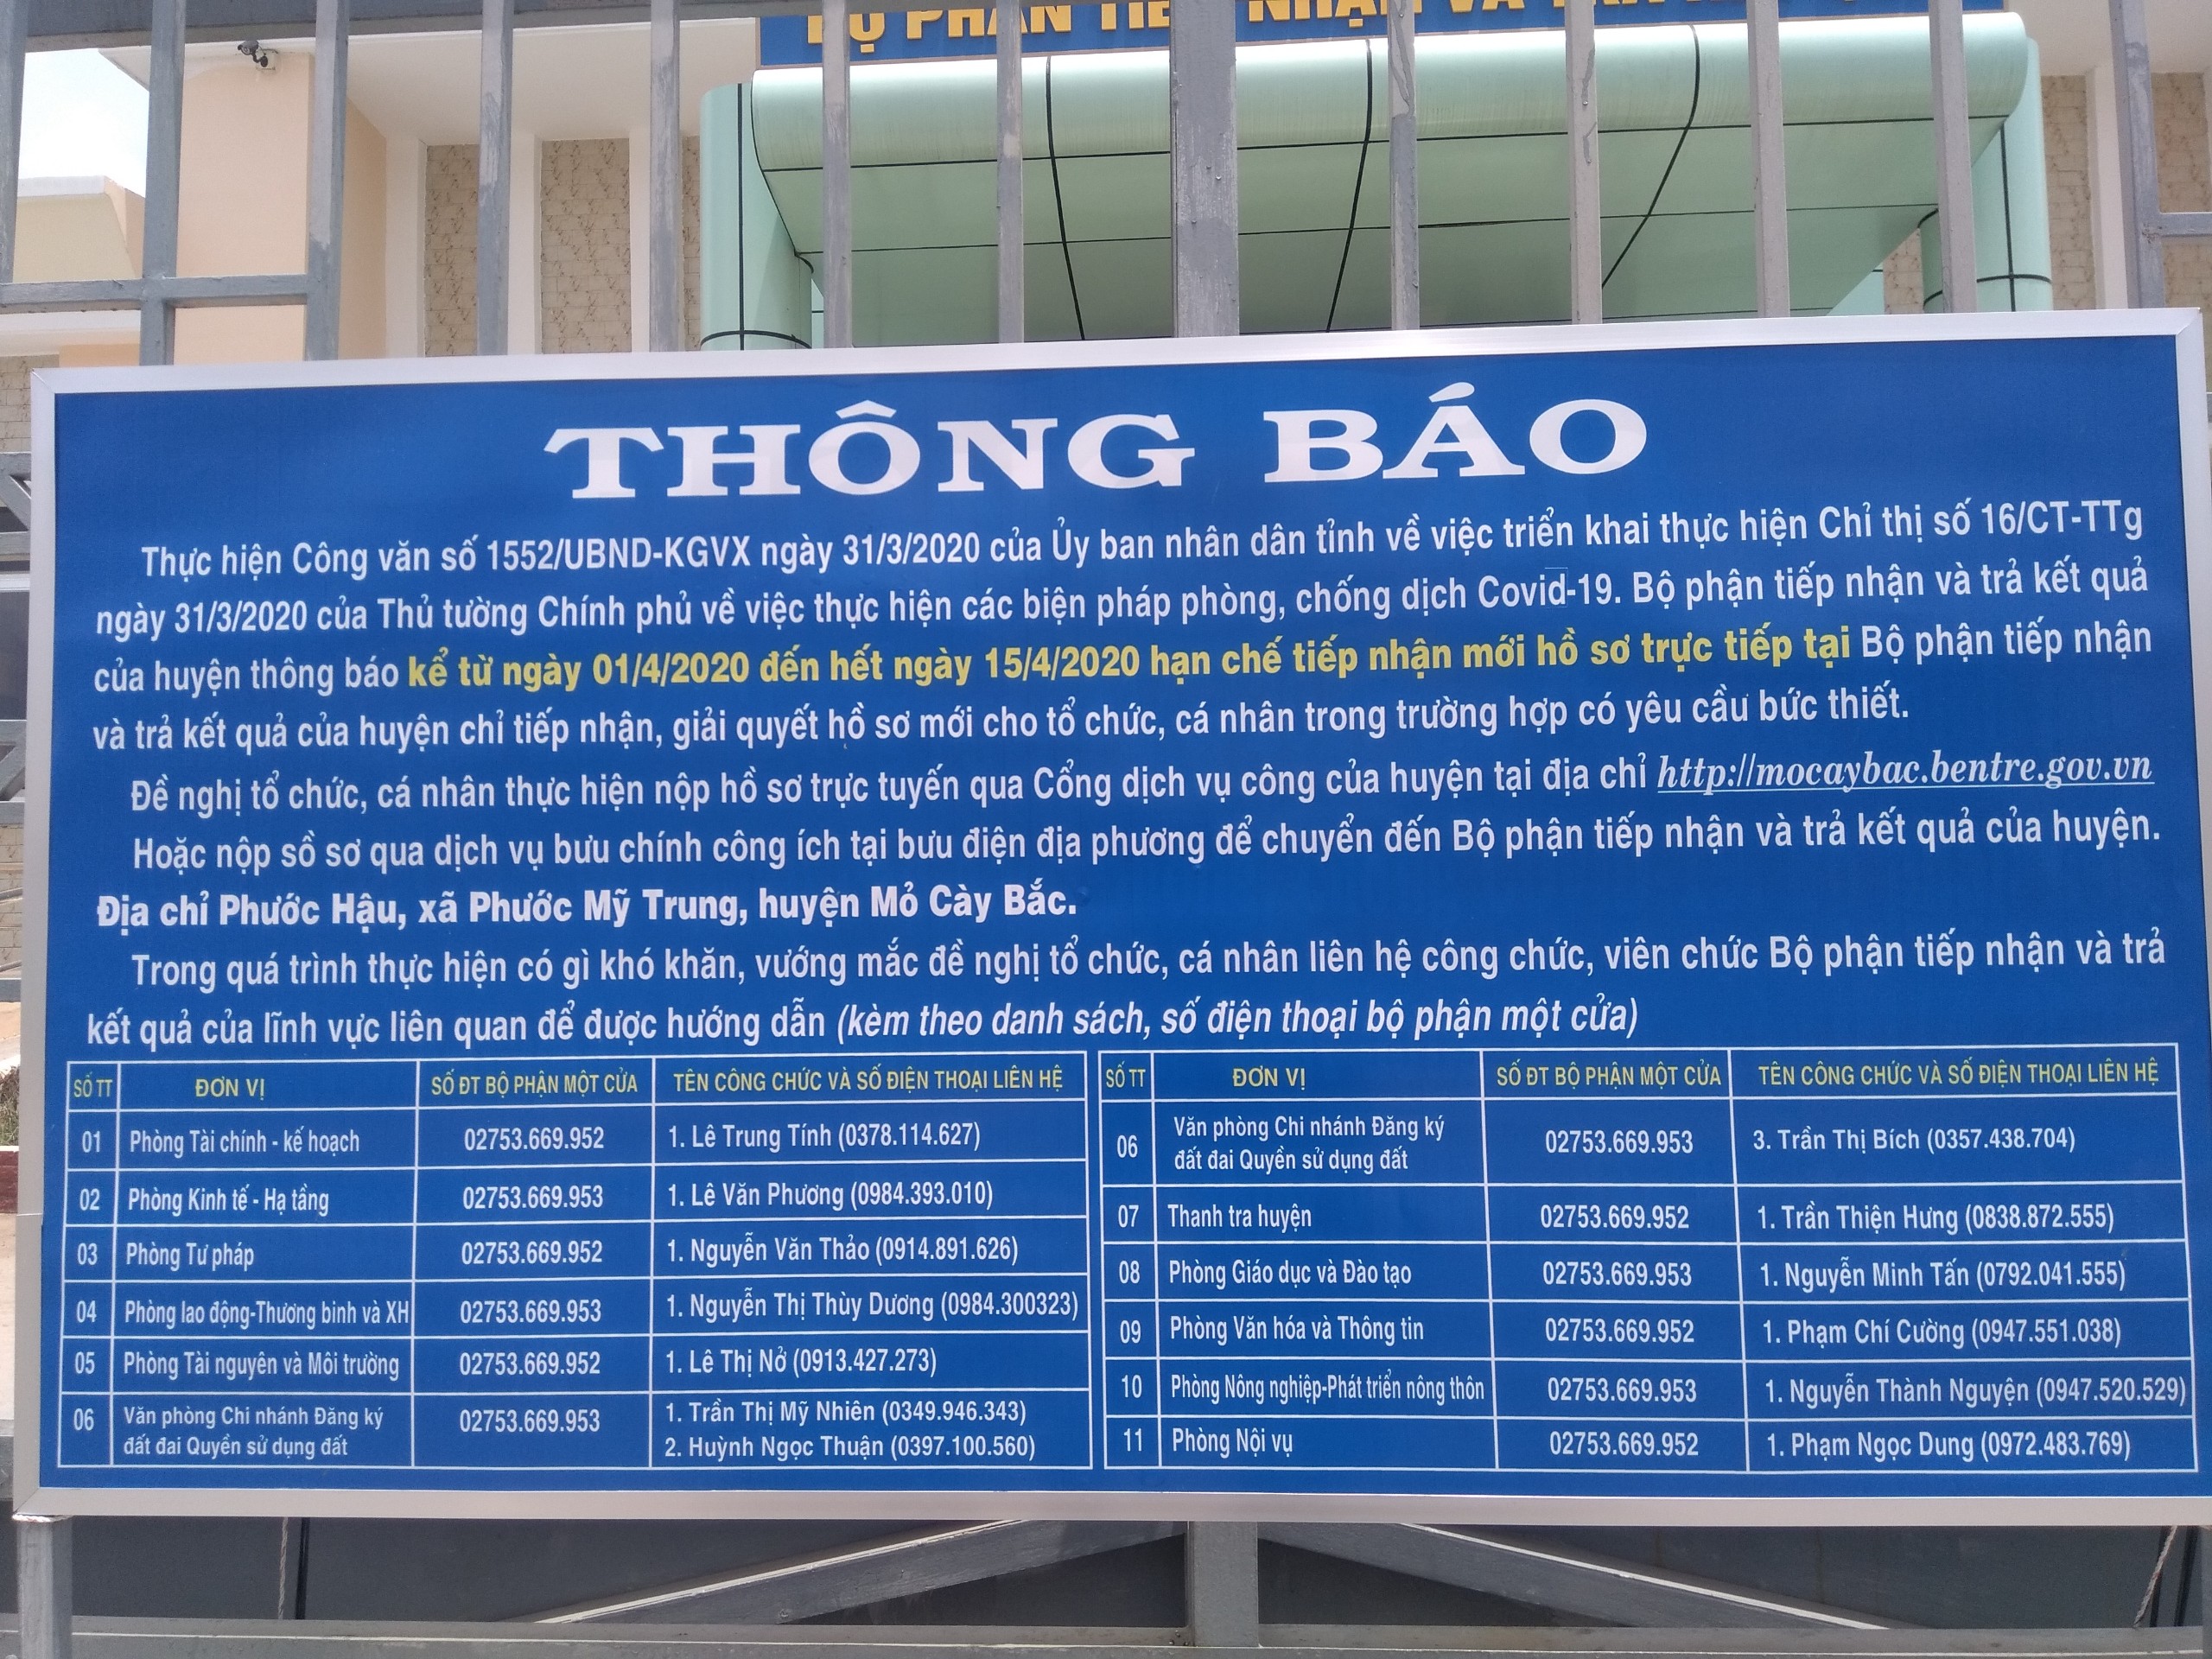 BỘ PHẬN TIẾP NHẬN VÀ TRẢ
THÔNG BÁO
Thực hiện Công văn số 1552/UBND-KGVX ngày 31/3/2020 của Ủy ban nhân dân tỉnh về việc triển khai thực hiện Chỉ thị số 16/CT-TTg
ngày 31/3/2020 của Thủ tường Chính phủ về việc thực hiện các biện pháp phòng, chống dịch Covid-19. Bộ phận tiếp nhận và trả kết quả
của huyện thông báo kể từ ngày 01/4/2020 đến hết ngày 15/4/2020 hạn chế tiếp nhận mới hồ sơ trực tiếp tại Bộ phận tiếp nhận
và trả kết quả của huyện chỉ tiếp nhận, giải quyết hồ sơ mới cho tổ chức, cá nhân trong trường hợp có yêu cầu bức thiết.
Đề nghị tổ chức, cá nhân thực hiện nộp hồ sơ trực tuyến qua Cổng dịch vụ công của huyện tại địa chỉ http://mocaybac.bentre.gov.vn
Hoặc nộp sồ sơ qua dịch vụ bưu chính công ích tại bưu điện địa phương để chuyển đến Bộ phận tiếp nhận và trả kết quả của huyện.
Địa chỉ Phước Hậu, xã Phước Mỹ Trung, huyện Mỏ Cày Bắc.
Trong quá trình thực hiện có gì khó khăn, vướng mắc đề nghị tổ chức, cá nhân liên hệ công chức, viên chức Bộ phận tiếp nhận và trả
kết quả của lĩnh vực liên quan để được hướng dẫn (kèm theo danh sách, số điện thoại bộ phận một cửa)
SỐ TT ĐƠN VỊ SỐ ĐT BỘ PHẬN MỘT CỬA TÊN CÔNG CHỨC VÀ SỐ ĐIỆN THOẠI LIÊN HỆ
01 Phòng Tài chính - kế hoạch 02753.669.952 1. Lê Trung Tính (0378.114.627)
02 Phòng Kinh tế - Hạ tầng 02753.669.953 1. Lê Văn Phương (0984.393.010)
03 Phòng Tư pháp 02753.669.952 1. Nguyễn Văn Thảo (0914.891.626)
04 Phòng lao động-Thương binh và XH 02753.669.953 1. Nguyễn Thị Thùy Dương (0984.300323)
05 Phòng Tài nguyên và Môi trường 02753.669.952 1. Lê Thị Nở (0913.427.273)
06 Văn phòng Chi nhánh Đăng ký 02753.669.953 1. Trần Thị Mỹ Nhiên (0349.946.343)
đất đai Quyền sử dụng đất 2. Huỳnh Ngọc Thuận (0397.100.560)
SỐ TT ĐƠN VỊ SỐ ĐT BỘ PHẬN MỘT CỬA TÊN CÔNG CHỨC VÀ SỐ ĐIỆN THOẠI LIÊN HỆ
06 Văn phòng Chi nhánh Đăng ký 02753.669.953 3. Trần Thị Bích (0357.438.704)
đất đai Quyền sử dụng đất
07 Thanh tra huyện 02753.669.952 1. Trần Thiện Hưng (0838.872.555)
08 Phòng Giáo dục và Đào tạo 02753.669.953 1. Nguyễn Minh Tấn (0792.041.555)
09 Phòng Văn hóa và Thông tin 02753.669.952 1. Phạm Chí Cường (0947.551.038)
10 Phòng Nông nghiệp-Phát triển nông thôn 02753.669.953 1. Nguyễn Thành Nguyện (0947.520.529)
11 Phòng Nội vụ 02753.669.952 1. Phạm Ngọc Dung (0972.483.769)